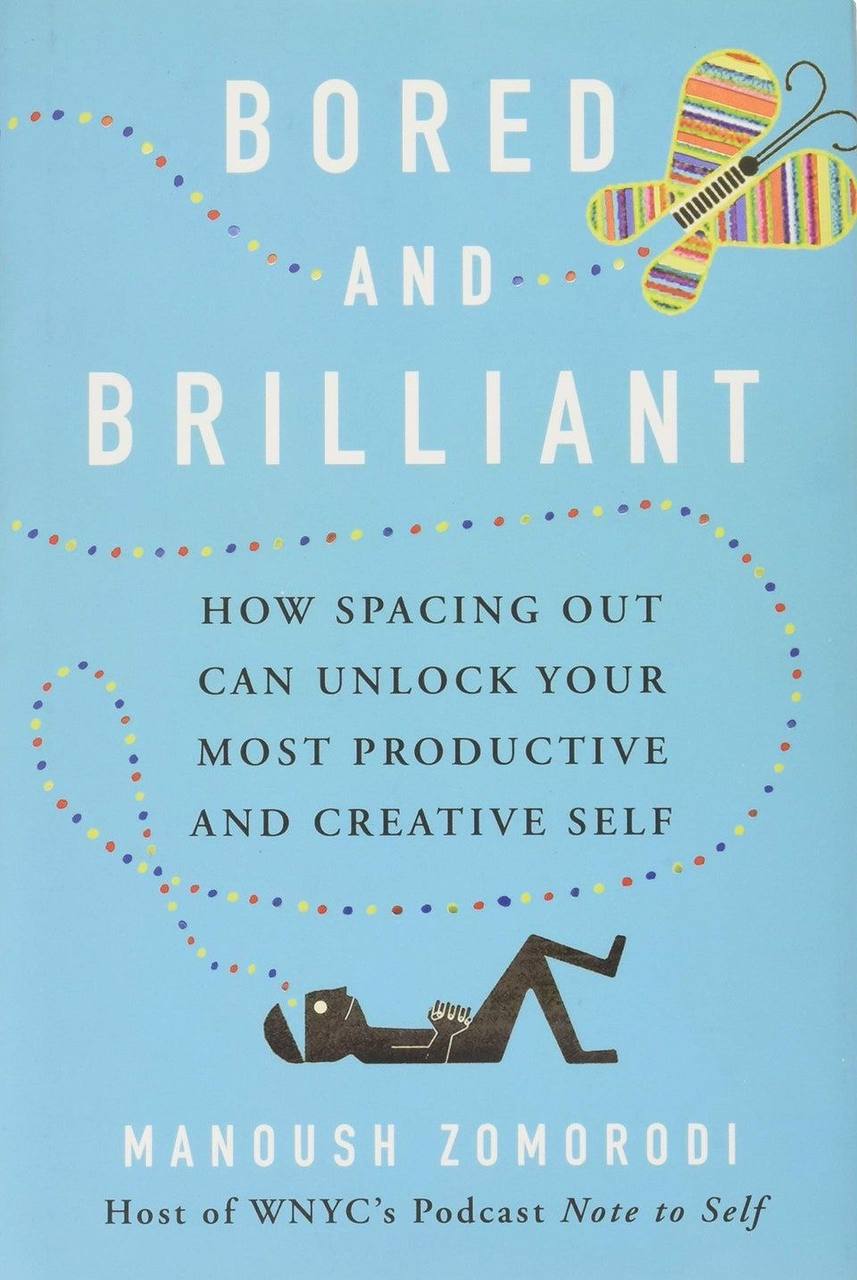 BORED
AND
BRILLIANT
HOW SPACING OUT
CAN UNLOCK YOUR
MOST PRODUCTIVE
AND CREATIVE SELF
MANOUSH ZOMORODI
Host of WNYC's Podcast Note to Self